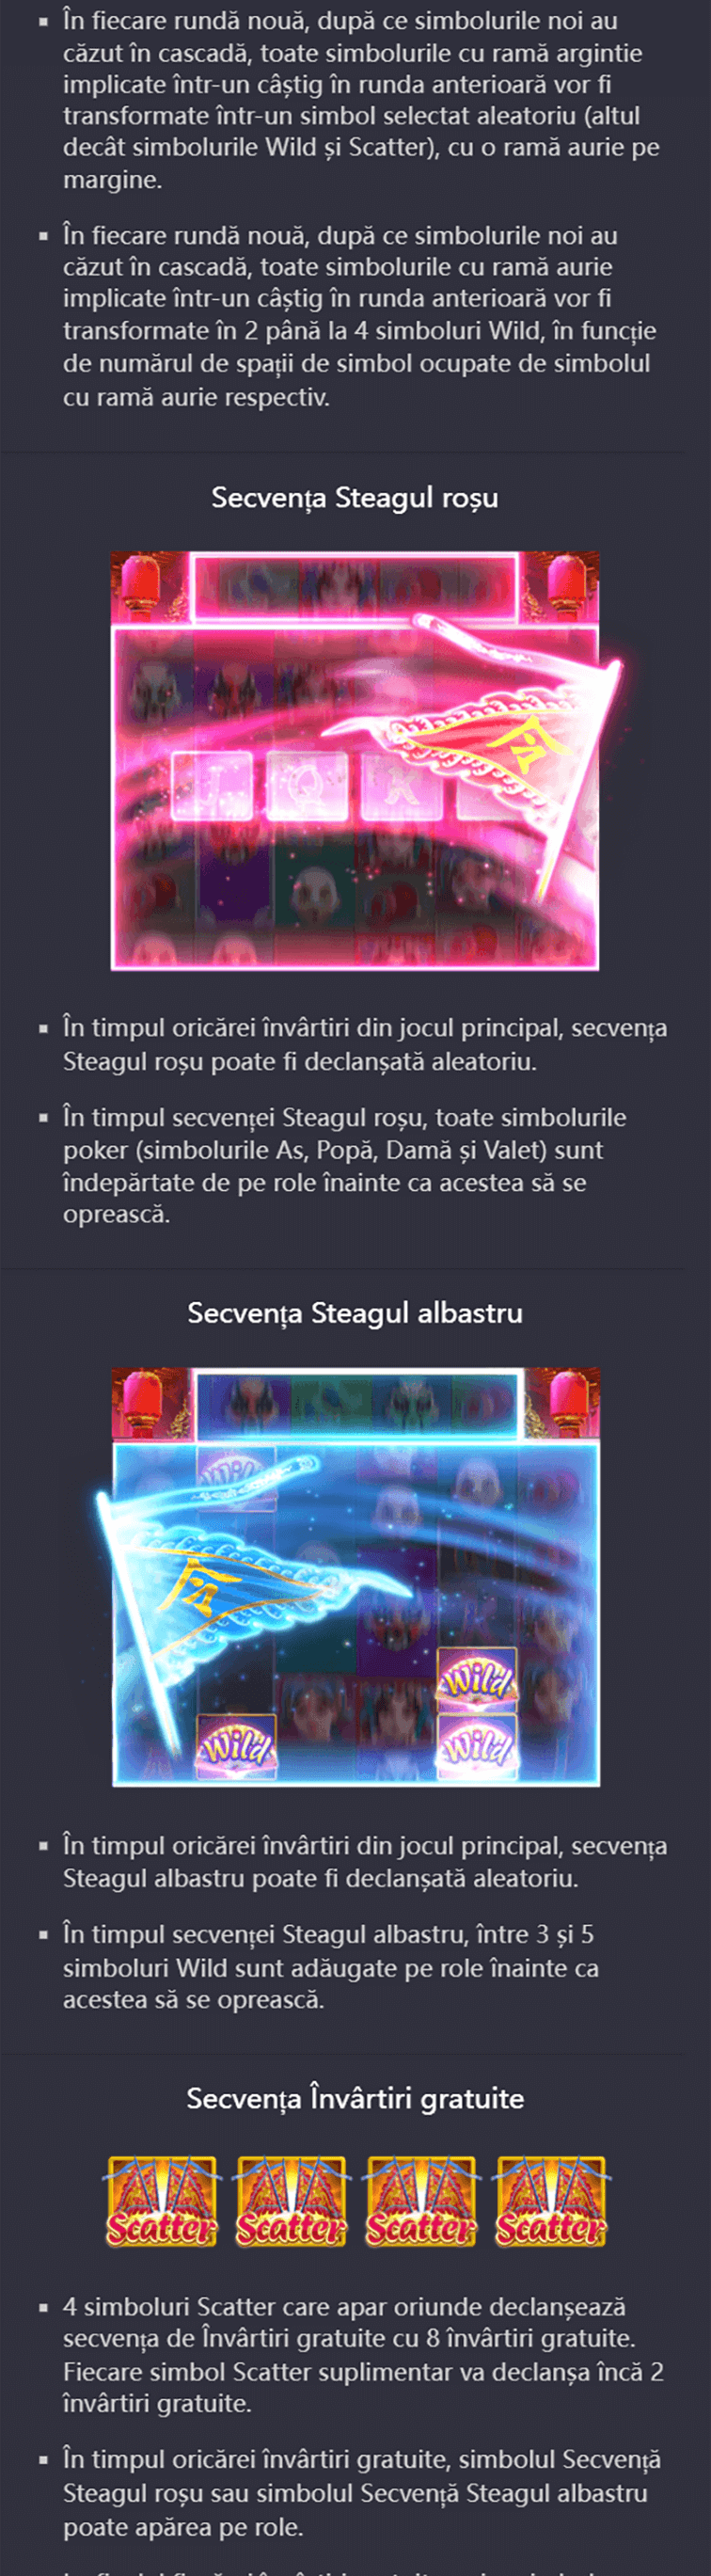 În fiecare rundă nouă, după ce simbolurile noi au
căzut în cascadă, toate simbolurile cu ramă argintie
implicate într-un câștig în runda anterioară vor fi
transformate într-un simbol selectat aleatoriu (altul
decât simbolurile Wild și Scatter), cu o ramă aurie pe
margine.
În fiecare rundă nouă, după ce simbolurile noi au
căzut în cascadă, toate simbolurile cu ramă aurie
implicate într-un câștig în runda anterioară vor fi
transformate în 2 până la 4 simboluri Wild, în funcție
de numărul de spații de simbol ocupate de simbolul
cu ramă aurie respectiv.
Secvența Steagul roșu
令
J Q K
În timpul oricărei învârtiri din jocul principal, secvența
Steagul roșu poate fi declanșată aleatoriu.
În timpul secvenței Steagul roșu, toate simbolurile
poker (simbolurile As, Popă, Damă și Valet) sunt
îndepărtate de pe role înainte ca acestea să se
oprească.
Secvența Steagul albastru
Wild
令
Wild
Wild Wild
În timpul oricărei învârtiri din jocul principal, secvența
Steagul albastru poate fi declanșată aleatoriu.
În timpul secvenței Steagul albastru, între 3 și 5
simboluri Wild sunt adăugate pe role înainte ca
acestea să se oprească.
Secvența Învârtiri gratuite
Scatter Scatter Scatter Scatter
4 simboluri Scatter care apar oriunde declanșează
secvența de Învârtiri gratuite cu 8 învârtiri gratuite.
Fiecare simbol Scatter suplimentar va declanșa încă 2
învârtiri gratuite.
În timpul oricărei învârtiri gratuite, simbolul Secvență
Steagul roșu sau simbolul Secvență Steagul albastru
poate apărea pe role.